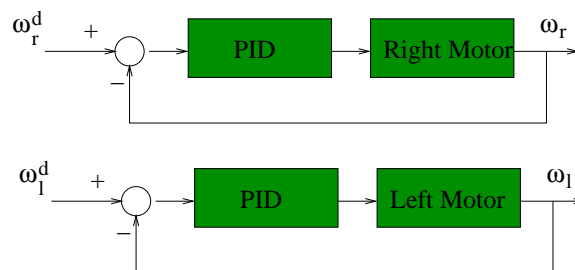 ω_r^d + PID Right Motor ω_r
−
ω_l^d + PID Left Motor ω_l
−